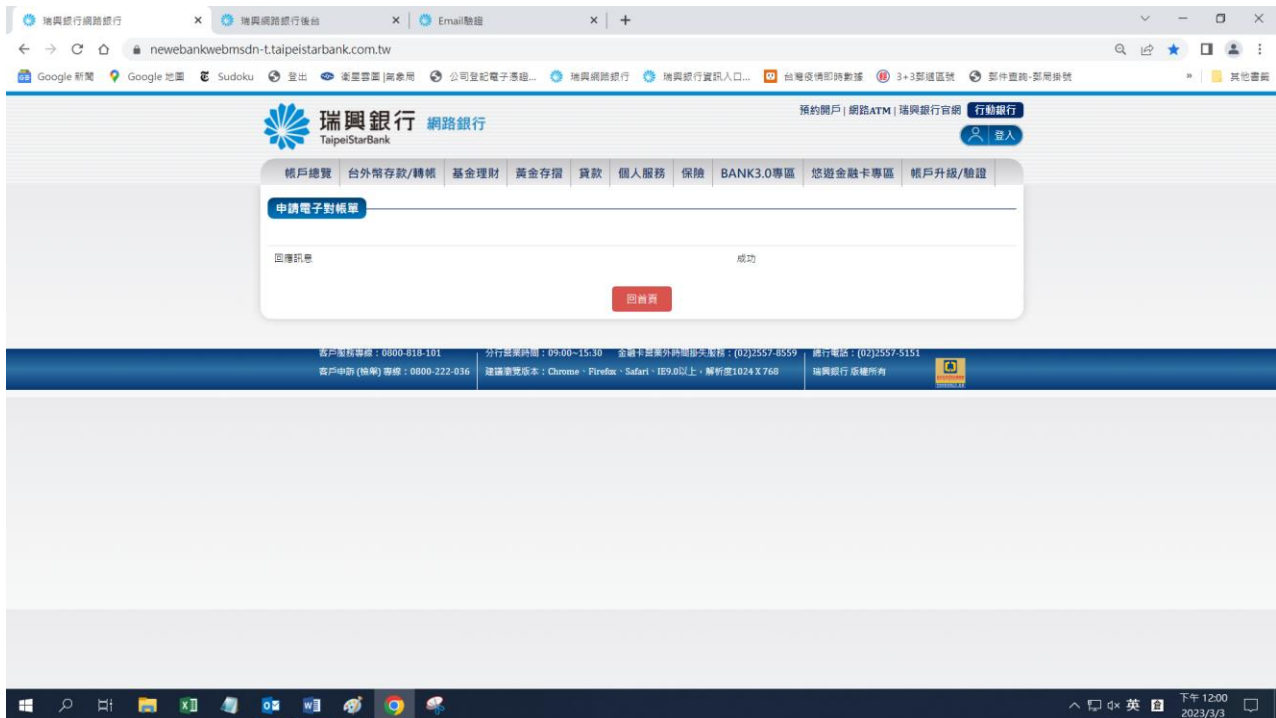 瑞興銀行網路銀行
瑞興網路銀行後台
Email驗證
newebankwebmsdn-t.taipeistarbank.com.tw
Google 新聞
Google 地圖
Sudoku
登出
衛星雲圖|氣象局
公司登記電子憑證...
瑞興網路銀行
瑞興銀行資訊入口...
台灣疫情即時數據
3+3郵遞區號
郵件查詢-郵局掛號
»
其他書籤
瑞興銀行 網路銀行
TaipeiStarBank
預約開戶 | 網路ATM | 瑞興銀行官網 行動銀行
登入
帳戶總覽 台外幣存款/轉帳 基金理財 黃金存摺 貸款 個人服務 保險 BANK3.0專區 悠遊金融卡專區 帳戶升級/驗證
申請電子對帳單
回應訊息 成功
回首頁
客戶服務專線：0800-818-101 分行營業時間：09:00~15:30 金融卡營業外時間掛失服務：(02)2557-8559 總行電話：(02)2557-5151
客戶申訴 (檢舉) 專線：0800-222-036 建議瀏覽版本：Chrome、Firefox、Safari、IE9.0以上，解析度1024 X 768 瑞興銀行 版權所有
英
下午 12:00
2023/3/3